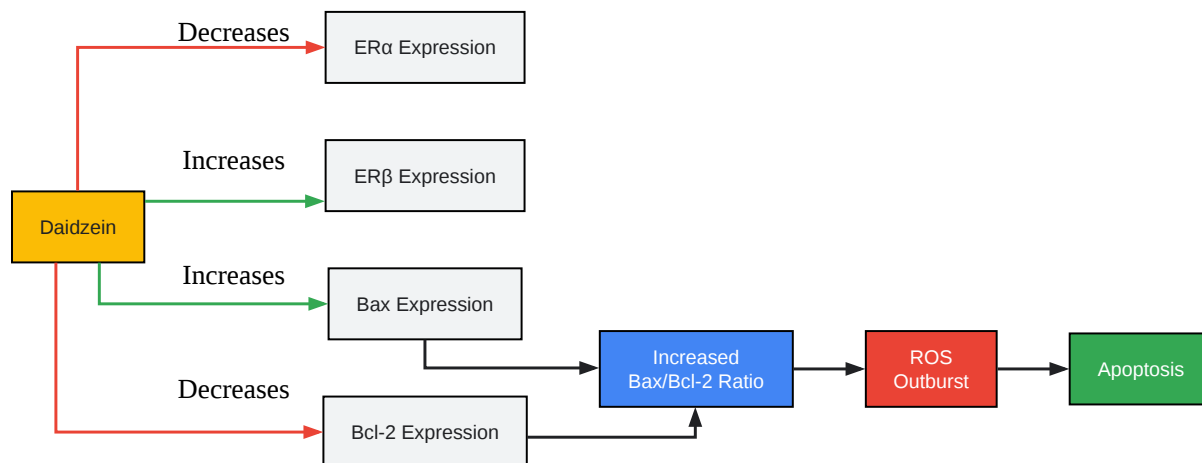 Decreases
ERα Expression
Increases
ERβ Expression
Daidzein
Increases
Bax Expression
Increased
Bax/Bcl-2 Ratio
ROS
Outburst
Apoptosis
Decreases
Bcl-2 Expression